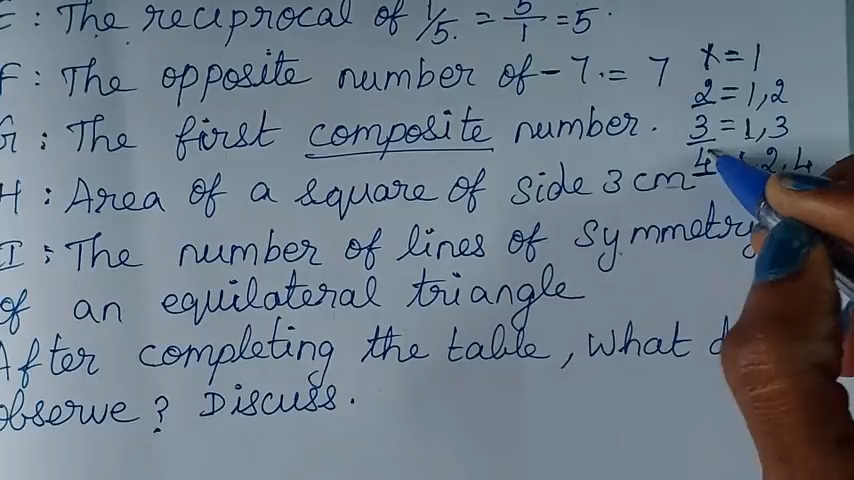 : The reciprocal of 1/5. = 5/1 = 5.
F : The opposite number of -7. = 7
G : The first composite number.
H : Area of a square of side 3 cm
I : The number of lines of symmetry
of an equilateral triangle
After completing the table, What
observe? Discuss.
x = 1
2 = 1,2
3 = 1,3
4 2,4